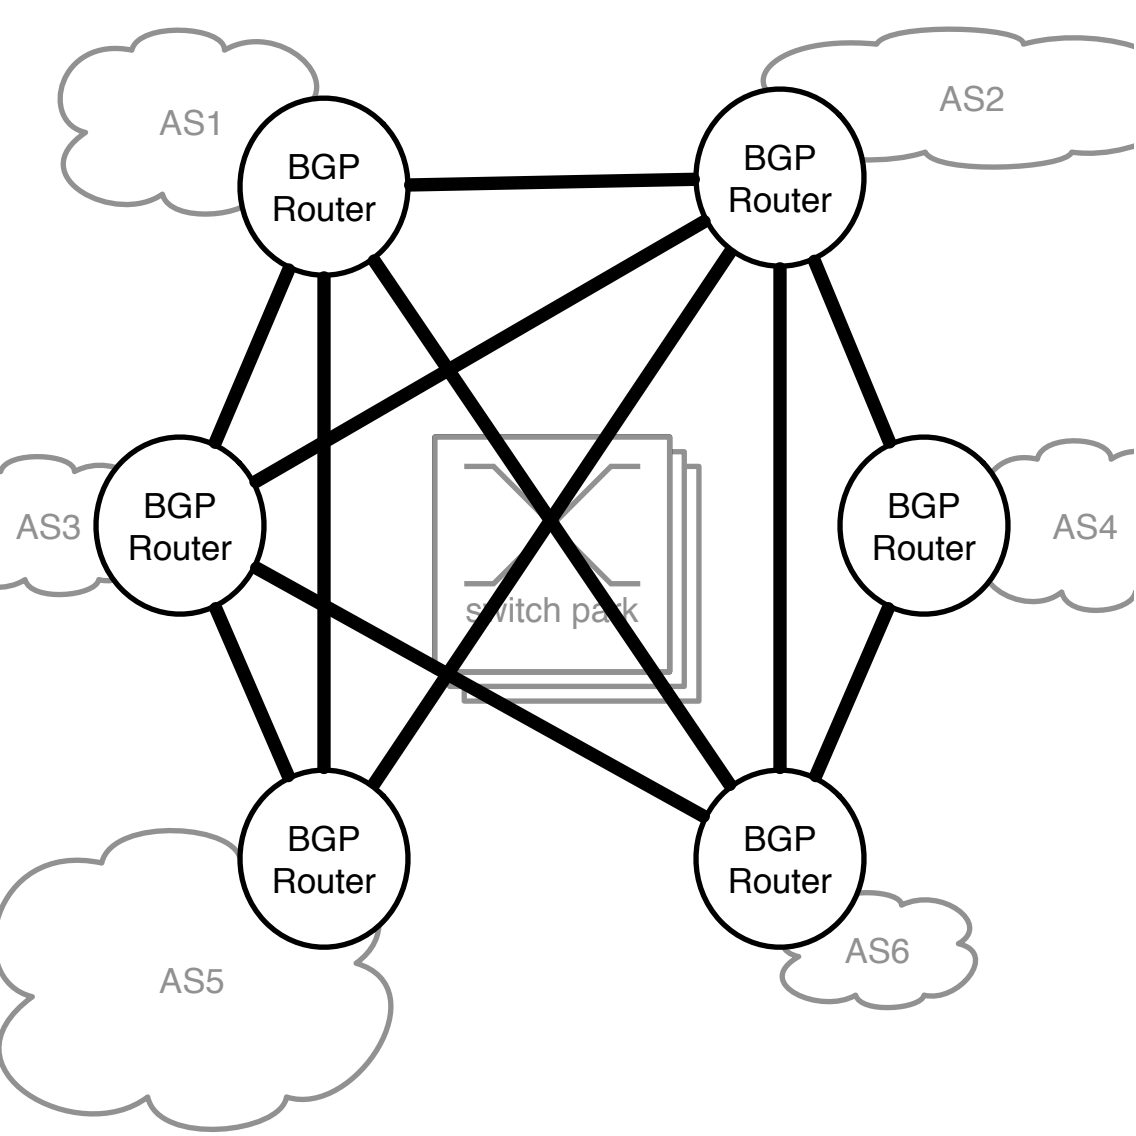 AS1
BGP
Router
BGP
Router
AS2
AS3
BGP
Router
switch park
BGP
Router
AS4
BGP
Router
AS5
BGP
Router
AS6